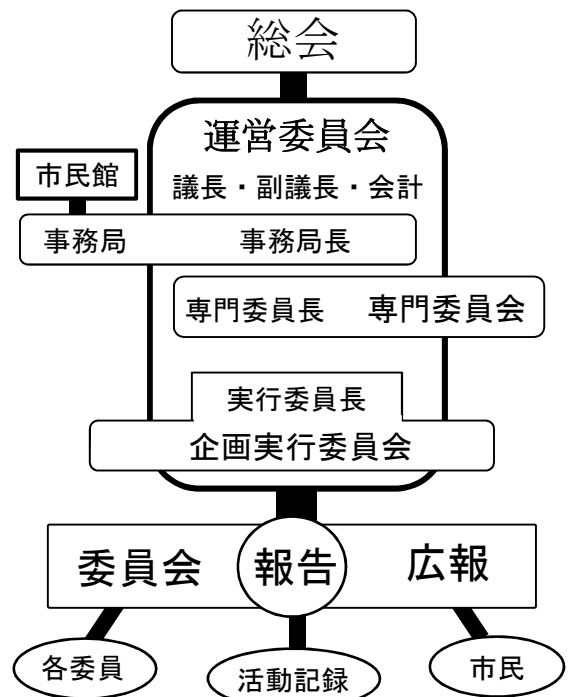 総会
運営委員会
市民館
議長・副議長・会計
事務局 事務局長
専門委員長 専門委員会
実行委員長
企画実行委員会
委員会 報告 広報
各委員 活動記録 市民